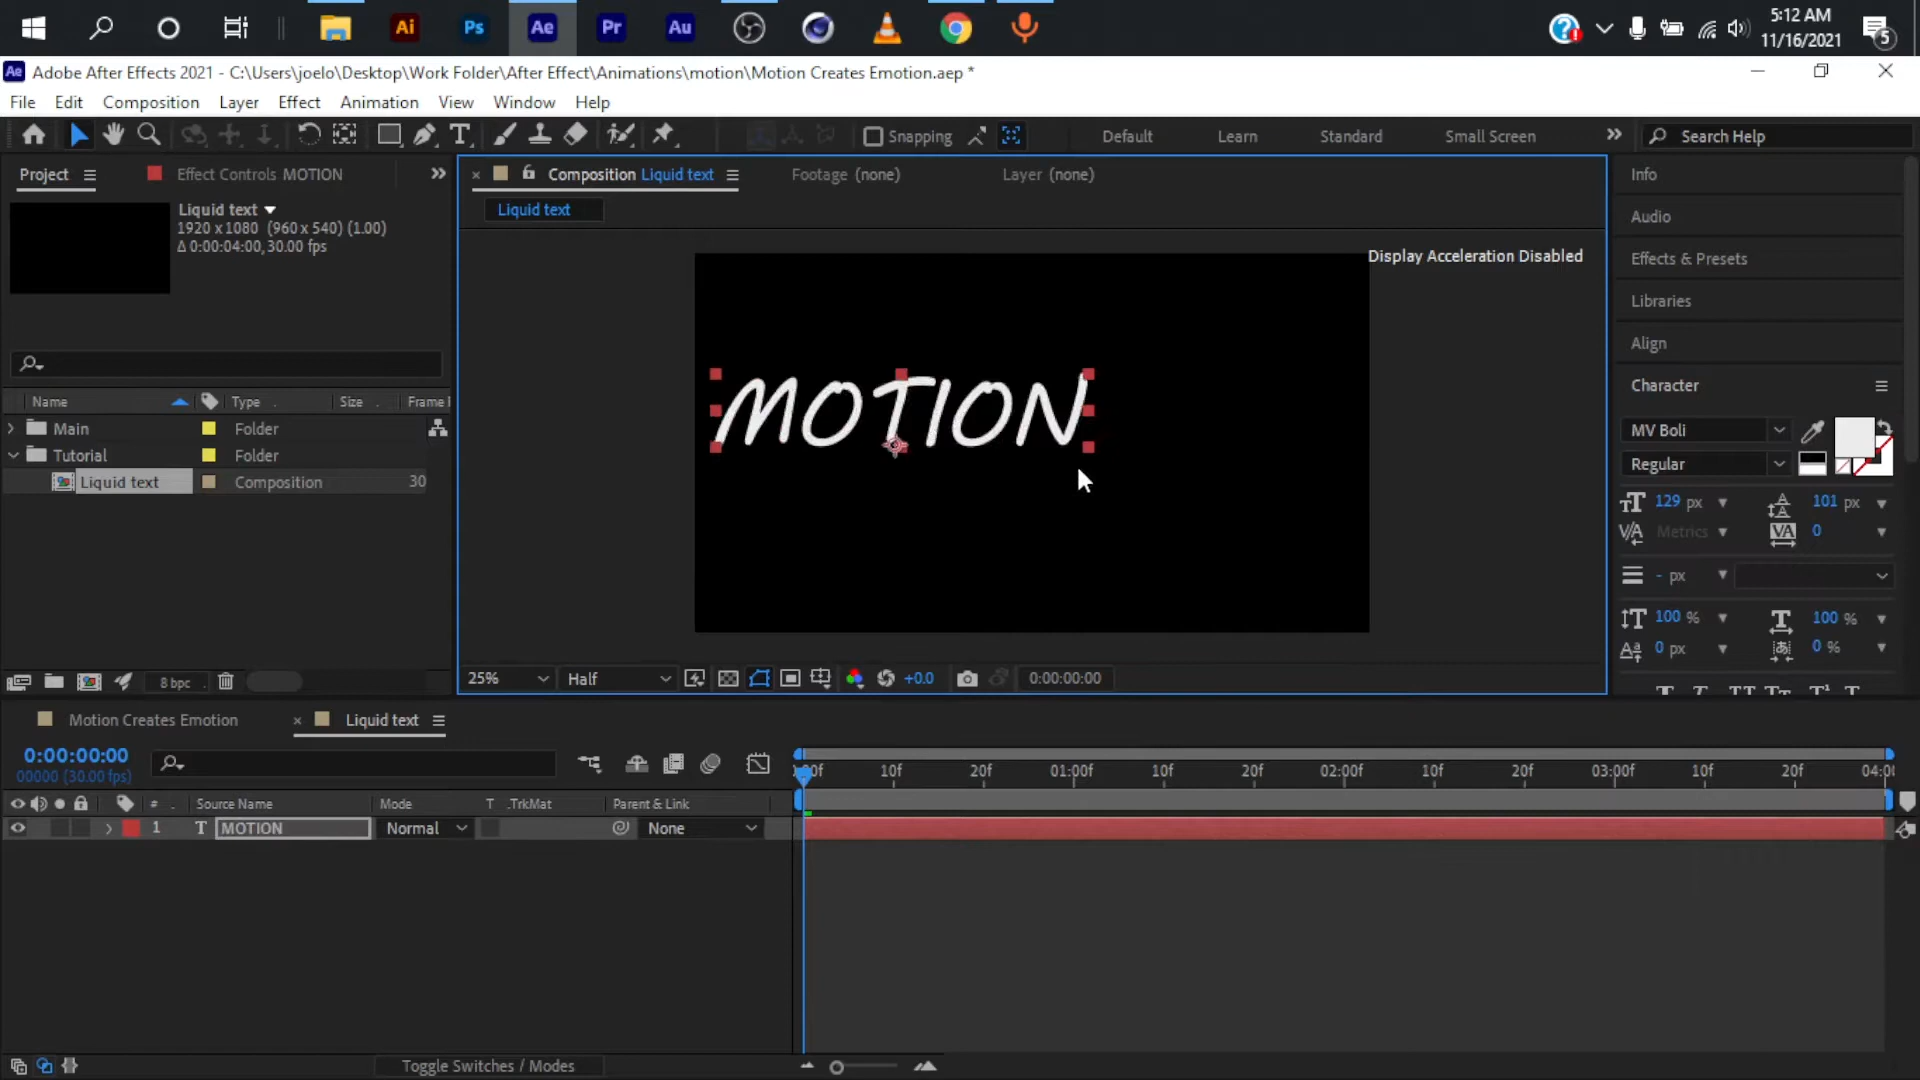 Ai Ps Ae Pr Au
5:12 AM
11/16/2021
5
Ae Adobe After Effects 2021 - C:\Users\joelo\Desktop\Work Folder\After Effect\Animations\motion\Motion Creates Emotion.aep *
File Edit Composition Layer Effect Animation View Window Help
Snapping Default Learn Standard Small Screen Search Help
Project Effect Controls MOTION
Composition Liquid text Footage (none) Layer (none)
Liquid text
1920 x 1080 (960 x 540) (1.00)
Δ 0:00:04:00, 30.00 fps
Liquid text
Display Acceleration Disabled
MOTION
Name Type Size Frame
Main Folder
Tutorial Folder
Liquid text Composition 30
8 bpc
25% Half +0.0 0:00:00:00
Info
Audio
Effects & Presets
Libraries
Align
Character
MV Boli
Regular
129 px 101 px
Metrics 0
- px
100 % 100 %
0 px 0 %
Motion Creates Emotion Liquid text
0:00:00:00
00000 (30.00 fps)
10f 20f 01:00f 10f 20f 02:00f 10f 20f 03:00f 10f 20f
# Source Name Mode T .TrkMat Parent & Link
1 T MOTION Normal None
Toggle Switches / Modes